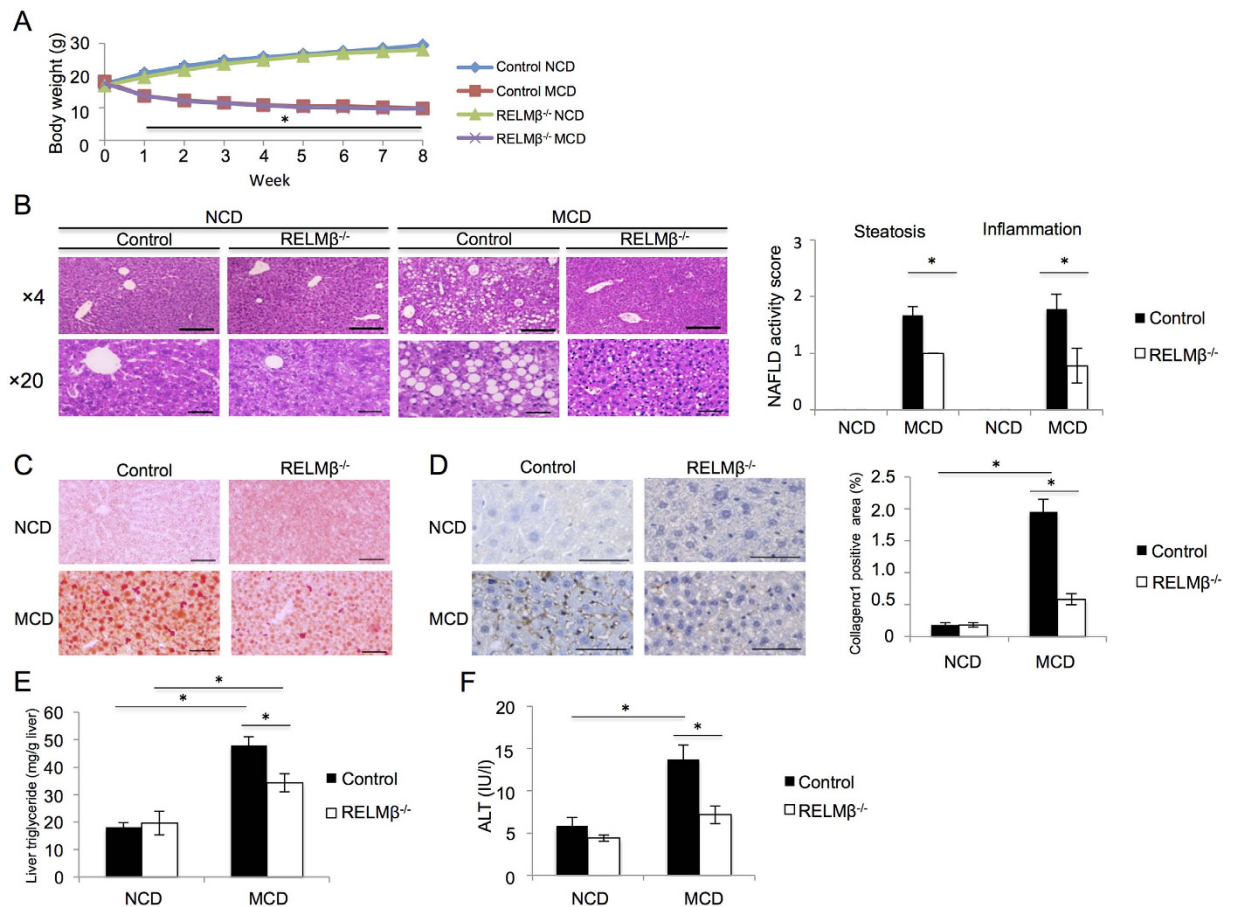 A
Body weight (g)
30
20
10
0
*
0 1 2 3 4 5 6 7 8
Week
Control NCD
Control MCD
RELMβ-/- NCD
RELMβ-/- MCD
B
NCD MCD
Control RELMβ-/- Control RELMβ-/-
×4
×20
NAFLD activity score
3
2
1
0
Steatosis Inflammation
* *
NCD MCD NCD MCD
Control
RELMβ-/-
C
Control RELMβ-/-
NCD
MCD
D
Control RELMβ-/-
NCD
MCD
Collagenα1 positive area (%)
2.5
2.0
1.5
1.0
0.5
0
*
*
NCD MCD
Control
RELMβ-/-
E
Liver triglyceride (mg/g liver)
60
50
40
30
20
10
0
*
*
*
NCD MCD
Control
RELMβ-/-
F
ALT (IU/l)
20
15
10
5
0
*
*
NCD MCD
Control
RELMβ-/-